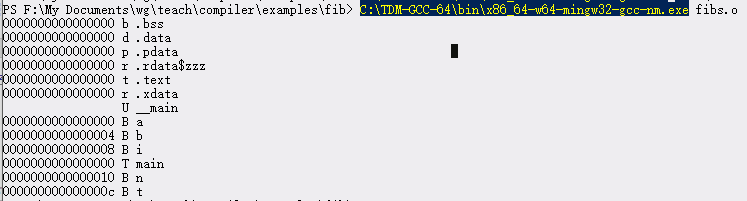 PS F:\My Documents\wg\teach\compiler\examples\fib> C:\TDM-GCC-64\bin\x86_64-w64-mingw32-gcc-nm.exe fibs.o
0000000000000000 b .bss
0000000000000000 d .data
0000000000000000 p .pdata
0000000000000000 r .rdata$zzz
0000000000000000 t .text
0000000000000000 r .xdata
                 U __main
0000000000000000 B a
0000000000000004 B b
0000000000000008 B i
0000000000000000 T main
0000000000000010 B n
000000000000000c B t